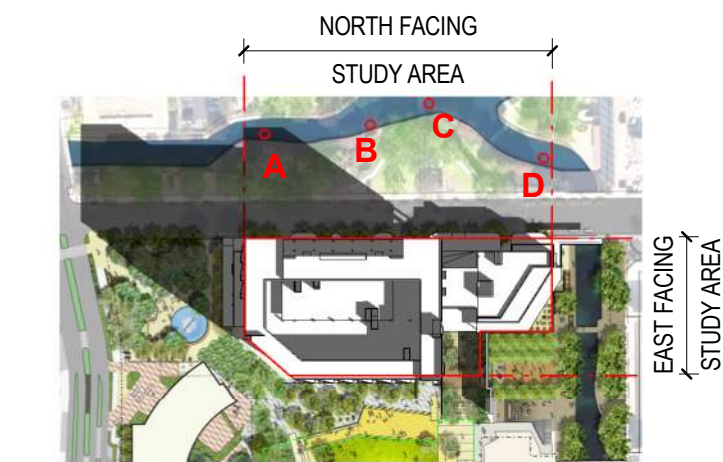 NORTH FACING
STUDY AREA
A
B
C
D
EAST FACING
STUDY AREA